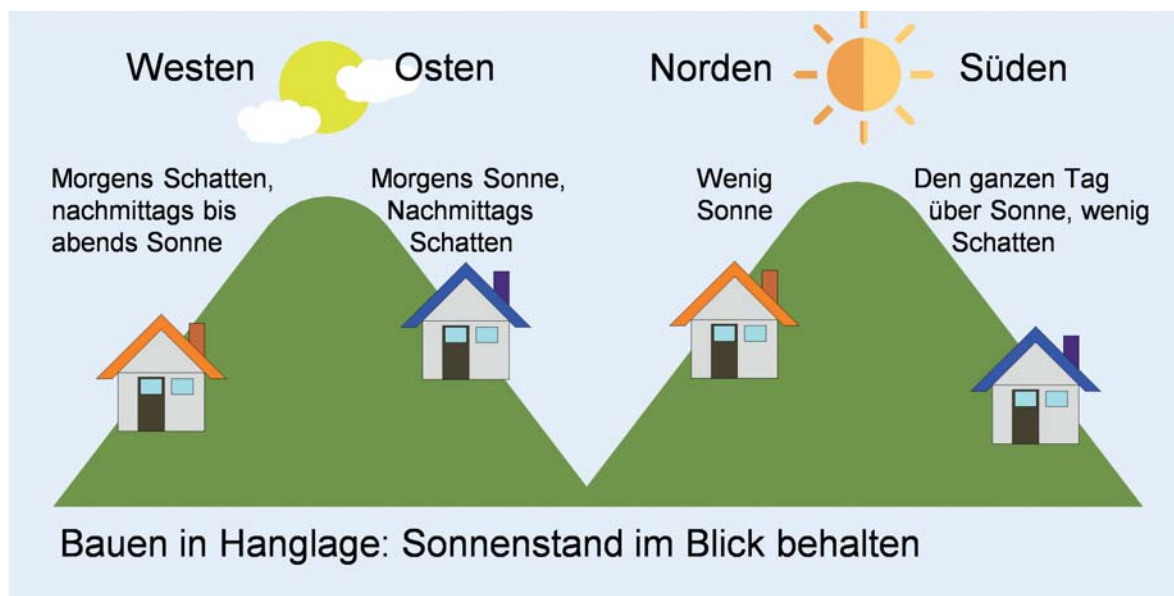 Westen
Osten
Norden
Süden
Morgens Schatten,
nachmittags bis
abends Sonne
Morgens Sonne,
Nachmittags
Schatten
Wenig
Sonne
Den ganzen Tag
über Sonne, wenig
Schatten
Bauen in Hanglage: Sonnenstand im Blick behalten